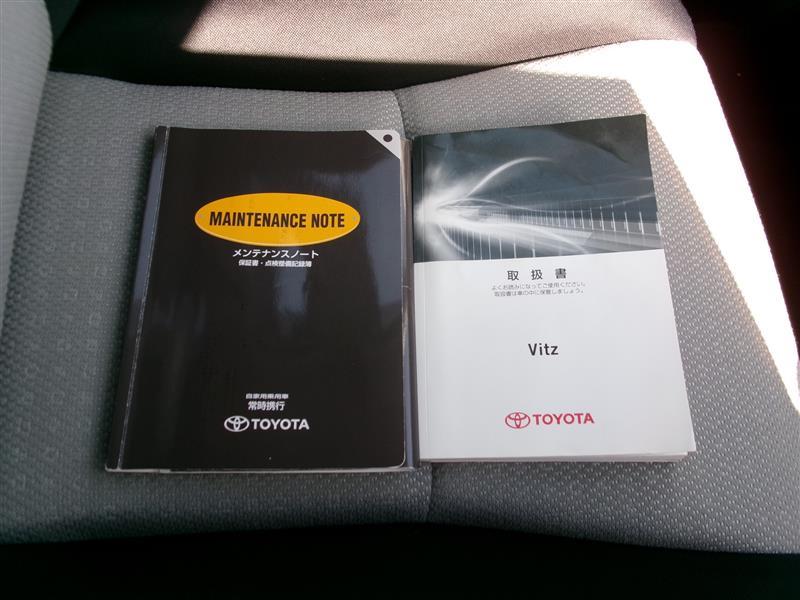 MAINTENANCE NOTE
メンテナンスノート
保証書・点検整備記録簿
自家用乗用車
常時携行
TOYOTA
取扱書
よくお読みになってご使用ください。
取扱書は車の中に保管しましょう。
Vitz
TOYOTA